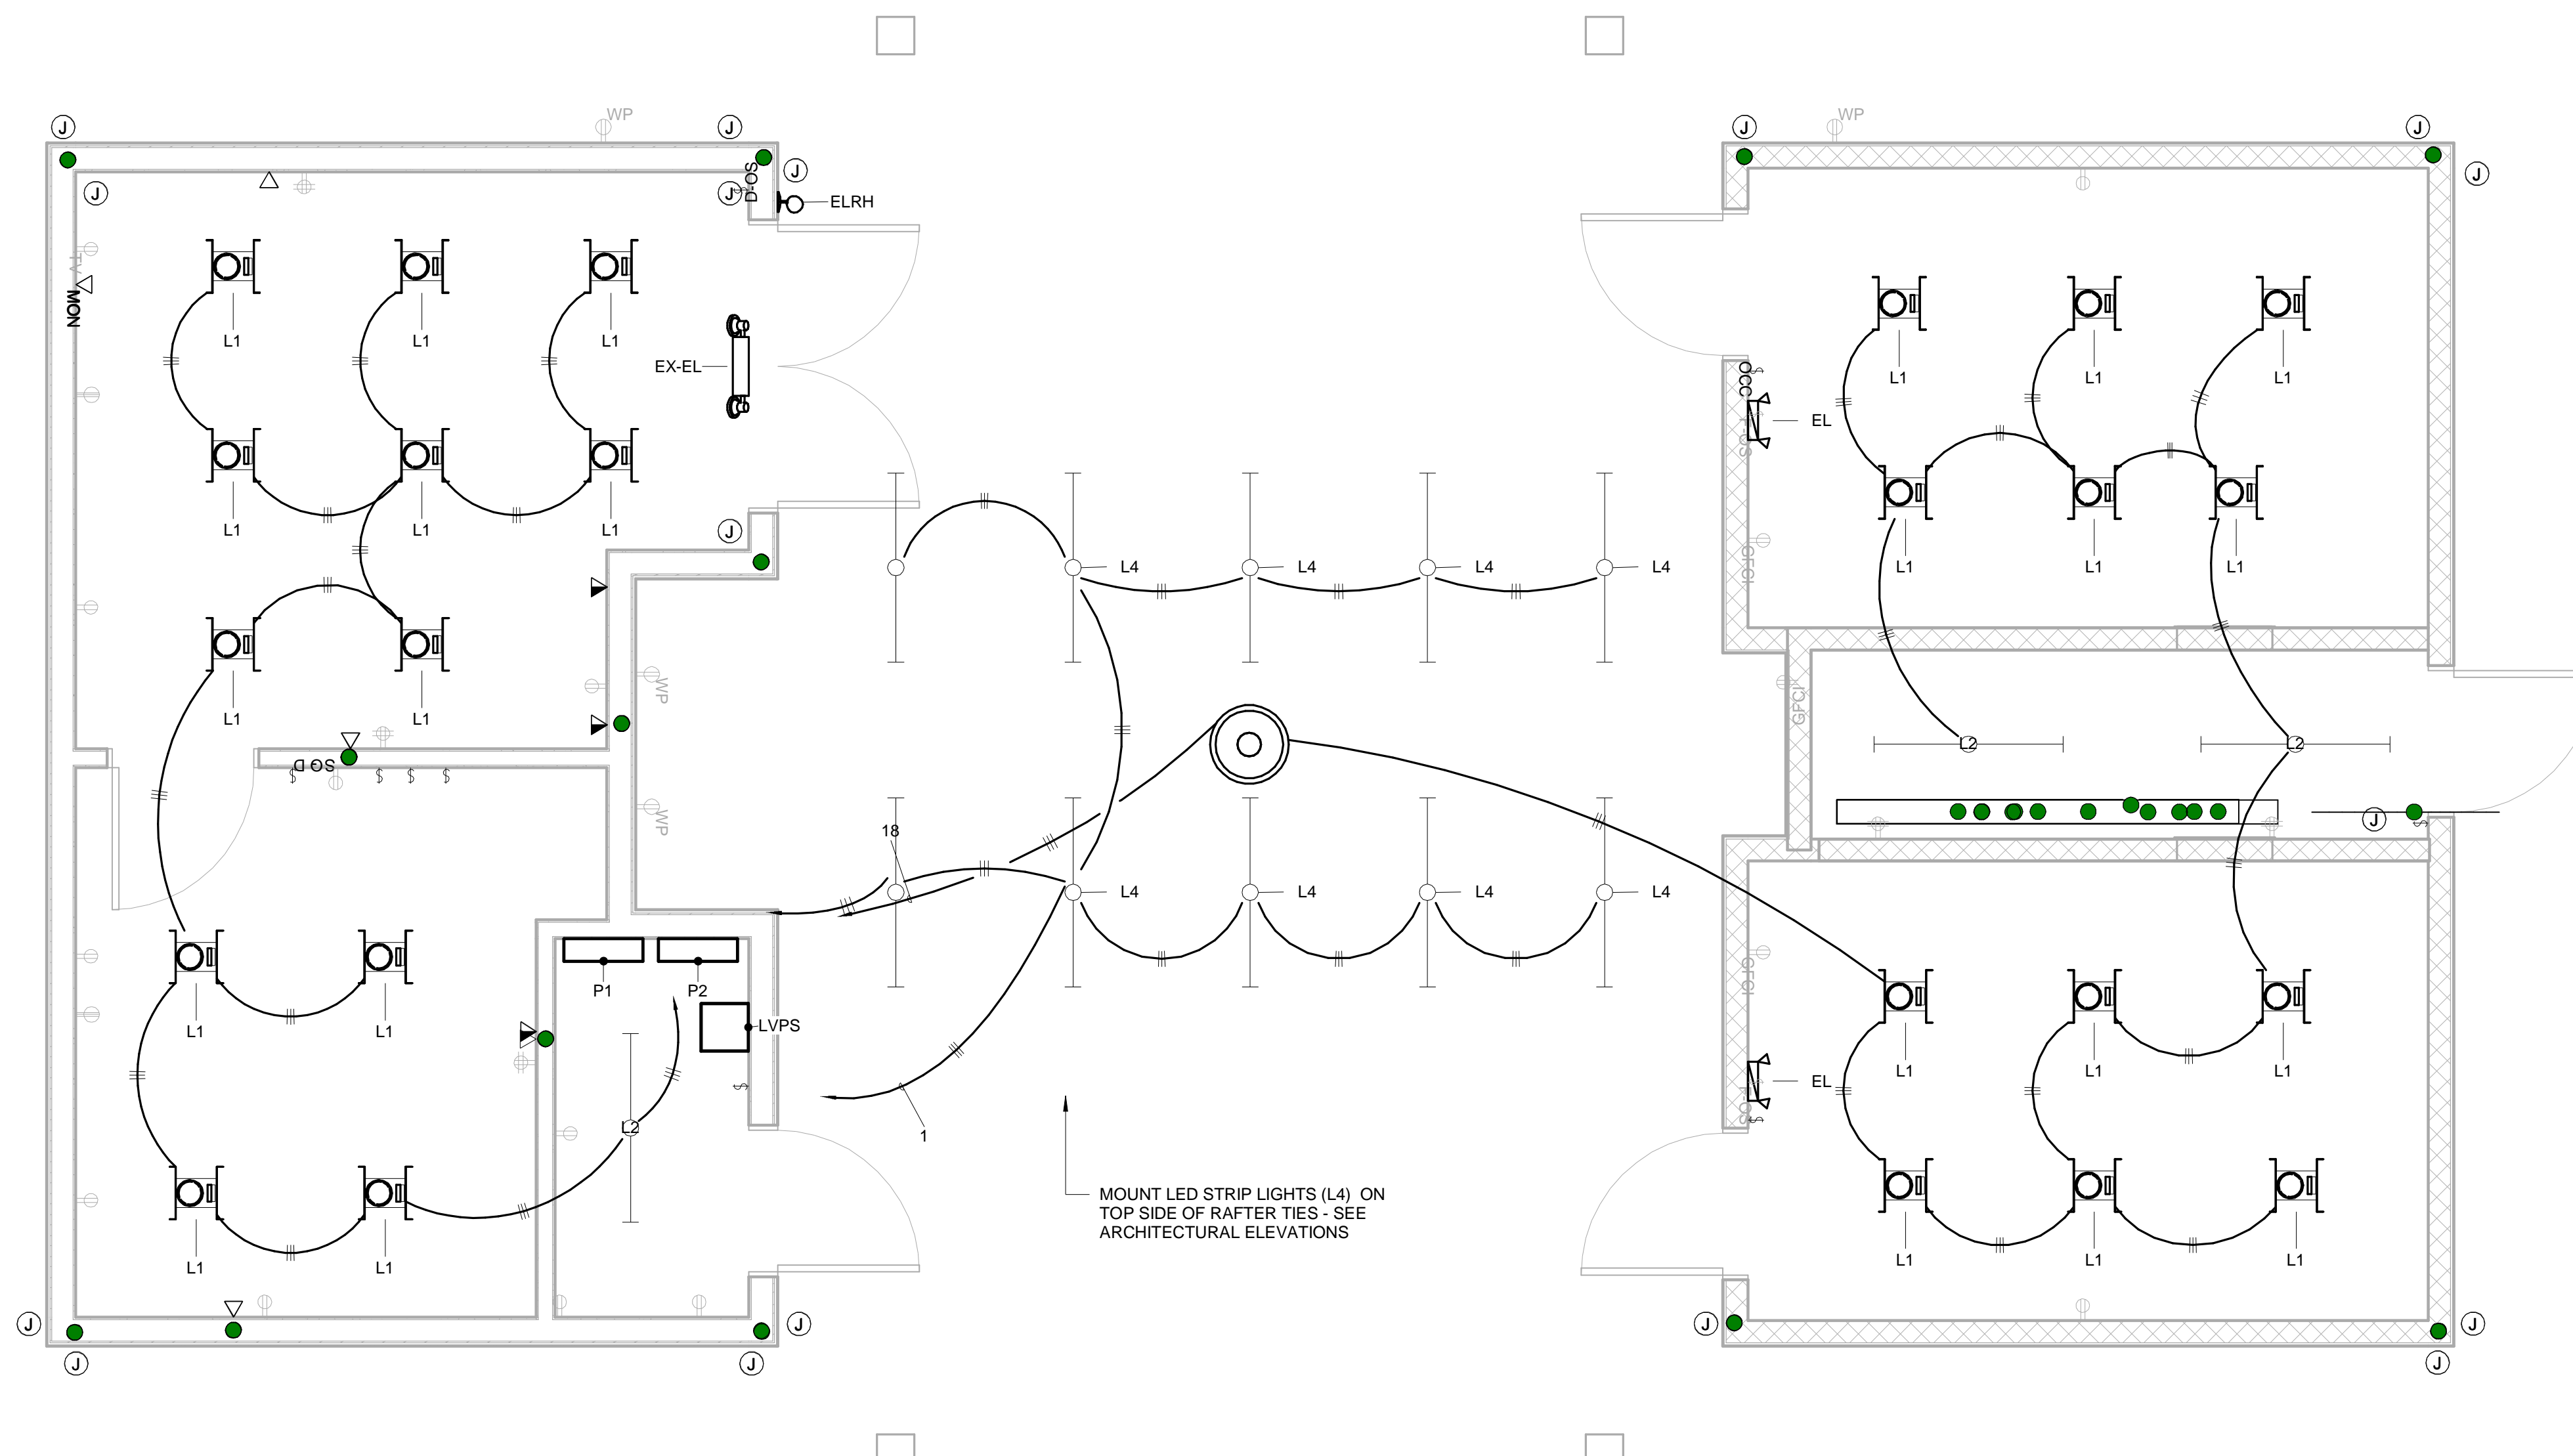 WP
WP
J
J
J
J
J
D-OS
J
J
J
J
ELRH
TV
MON
L1
L1
L1
EX-EL
OCC
F-OS
EL
L1
L1
L1
L1
L1
L1
J
GFCI
L4
L4
L4
L4
L1
L1
L1
WP
GFCI
L1
L1
SG D
L2
L2
WP
18
J
L4
L4
L4
L4
P1
P2
LVPS
GFCI
L1
L1
L1
L1
L1
EL
F-OS
L2
1
MOUNT LED STRIP LIGHTS (L4) ON
TOP SIDE OF RAFTER TIES - SEE
ARCHITECTURAL ELEVATIONS
L1
L1
L1
L1
L1
J
J
J
J
J
J
J